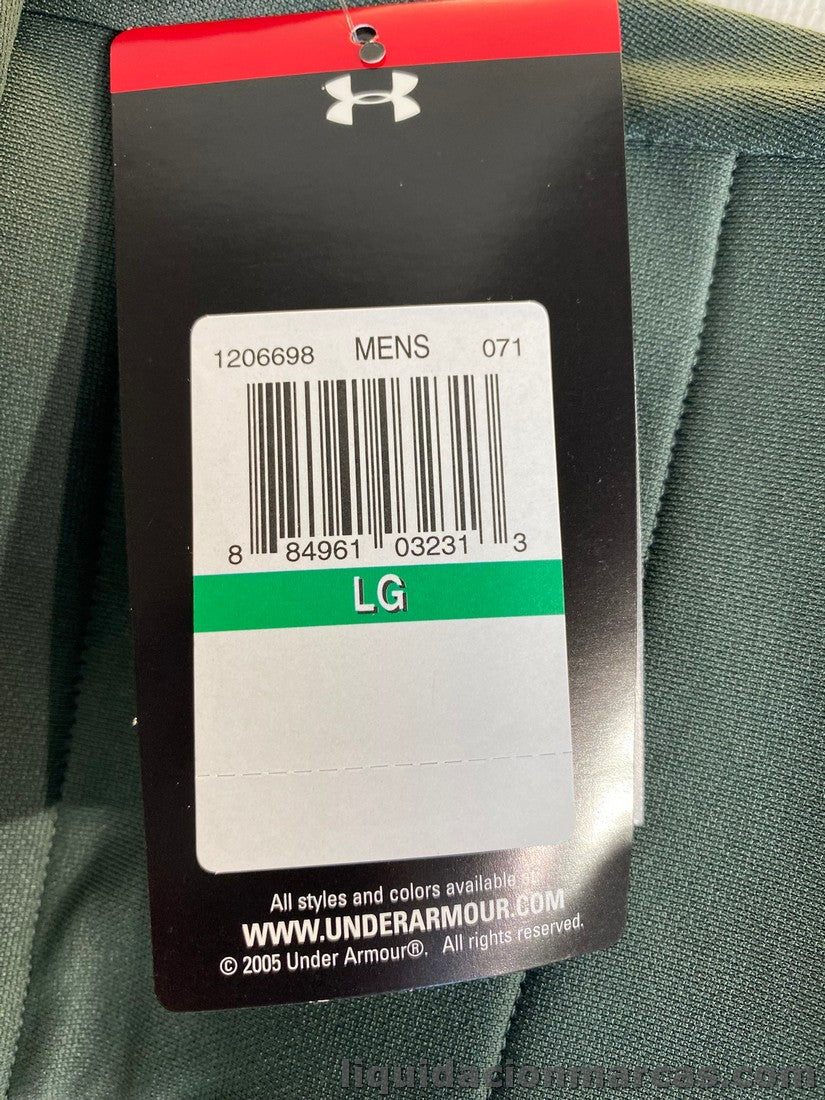 1206698 MENS 071
8 84961 03231 3
LG
All styles and colors available at
WWW.UNDERARMOUR.COM
© 2005 Under Armour®. All rights reserved.
liquidacionmarcas.com